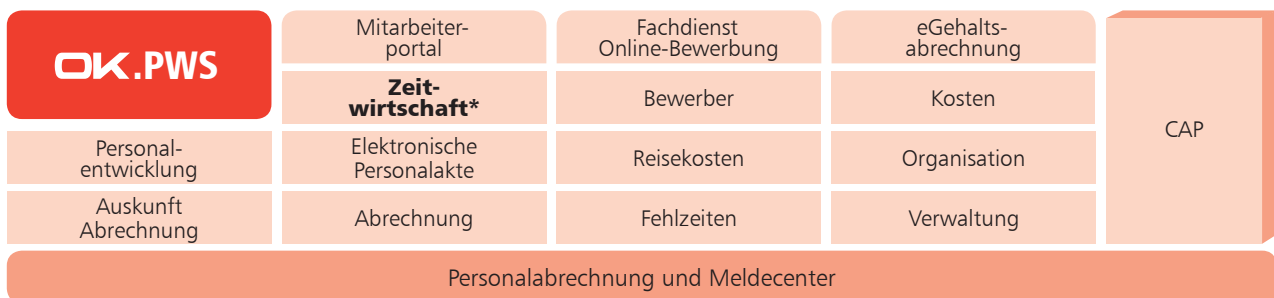 OK.PWS
Mitarbeiter-
portal
Fachdienst
Online-Bewerbung
eGehalts-
abrechnung
Zeit-
wirtschaft*
Bewerber
Kosten
CAP
Personal-
entwicklung
Elektronische
Personalakte
Reisekosten
Organisation
Auskunft
Abrechnung
Abrechnung
Fehlzeiten
Verwaltung
Personalabrechnung und Meldecenter